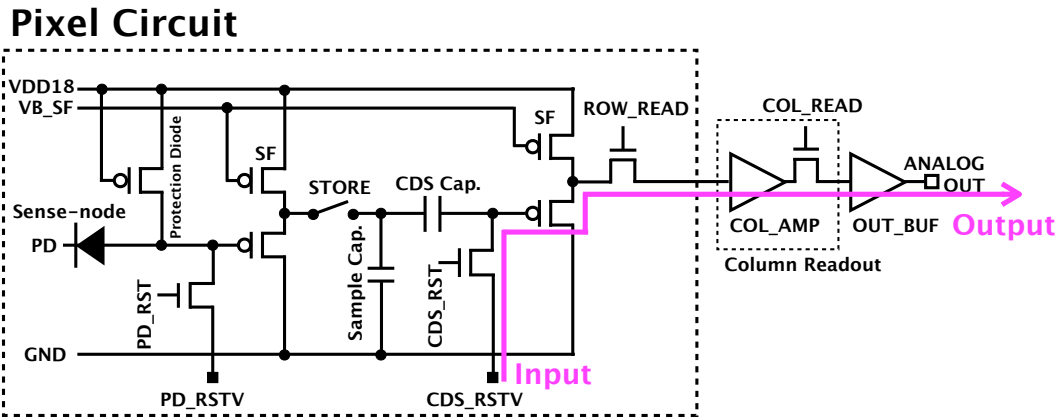 Pixel Circuit
VDD18
VB_SF
SF
SF
ROW_READ
COL_READ
Protection Diode
STORE
CDS Cap.
ANALOG
OUT
Sense-node
PD
COL_AMP
OUT_BUF
Output
Column Readout
PD_RST
Sample Cap.
CDS_RST
GND
Input
PD_RSTV
CDS_RSTV